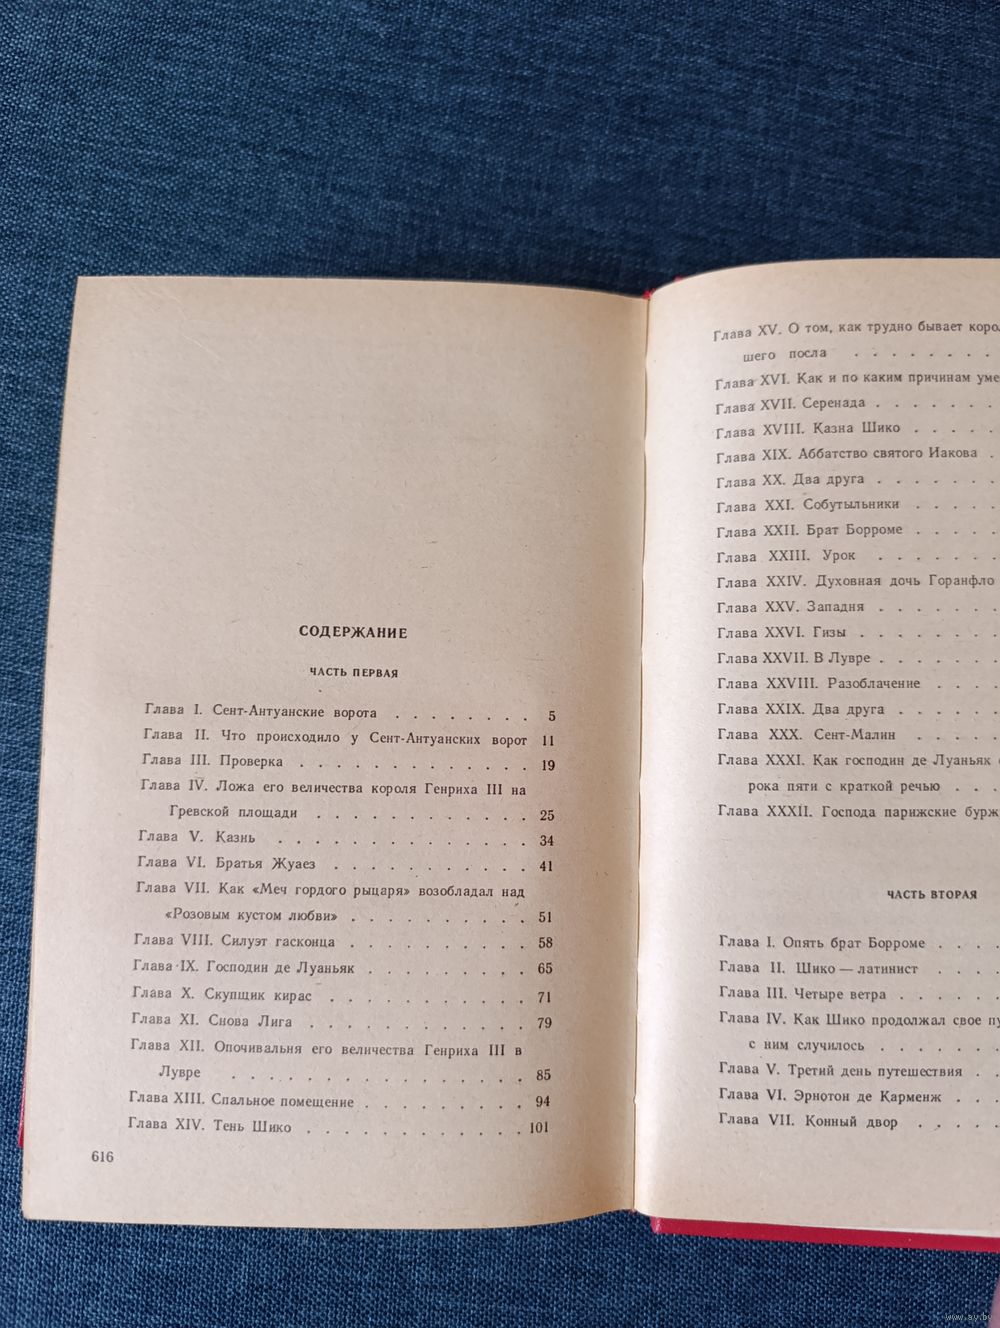 СОДЕРЖАНИЕ
ЧАСТЬ ПЕРВАЯ
Глава I. Сент-Антуанские ворота . . . . . . . . 5
Глава II. Что происходило у Сент-Антуанских ворот 11
Глава III. Проверка . . . . . . . . . . . . . 19
Глава IV. Ложа его величества короля Генриха III на
Гревской площади . . . . . . . . . . . . 25
Глава V. Казнь . . . . . . . . . . . . . . 34
Глава VI. Братья Жуаез . . . . . . . . . . . 41
Глава VII. Как «Меч гордого рыцаря» возобладал над
«Розовым кустом любви» . . . . . . . . . . 51
Глава VIII. Силуэт гасконца . . . . . . . . . . 58
Глава IX. Господин де Луаньяк . . . . . . . . . 65
Глава X. Скупщик кирас . . . . . . . . . . . 71
Глава XI. Снова Лига . . . . . . . . . . . . 79
Глава XII. Опочивальня его величества Генриха III в
Лувре . . . . . . . . . . . . . . . . 85
Глава XIII. Спальное помещение . . . . . . . . . 94
Глава XIV. Тень Шико . . . . . . . . . . . . 101
616
Глава XV. О том, как трудно бывает
шего посла . . . . . . . .
Глава XVI. Как и по каким причинам
Глава XVII. Серенада . . . . . . .
Глава XVIII. Казна Шико . . . . .
Глава XIX. Аббатство святого Иакова .
Глава XX. Два друга . . . . . . .
Глава XXI. Собутыльники . . . . .
Глава XXII. Брат Борроме . . . . .
Глава XXIII. Урок . . . . . . .
Глава XXIV. Духовная дочь Горанфло
Глава XXV. Западня . . . . . . .
Глава XXVI. Гизы . . . . . . . .
Глава XXVII. В Лувре . . . . . . .
Глава XXVIII. Разоблачение . . . .
Глава XXIX. Два друга . . . . . .
Глава XXX. Сент-Малин . . . . .
Глава XXXI. Как господин де Луаньяк
рока пяти с краткой речью . . .
Глава XXXII. Господа парижские
ЧАСТЬ ВТОРАЯ
Глава I. Опять брат Борроме . . . .
Глава II. Шико — латинист . . . .
Глава III. Четыре ветра . . . . . .
Глава IV. Как Шико продолжал свое
с ним случилось . . . . . . .
Глава V. Третий день путешествия . .
Глава VI. Эрнотон де Карменж . . .
Глава VII. Конный двор . . . . .
www.ay.by